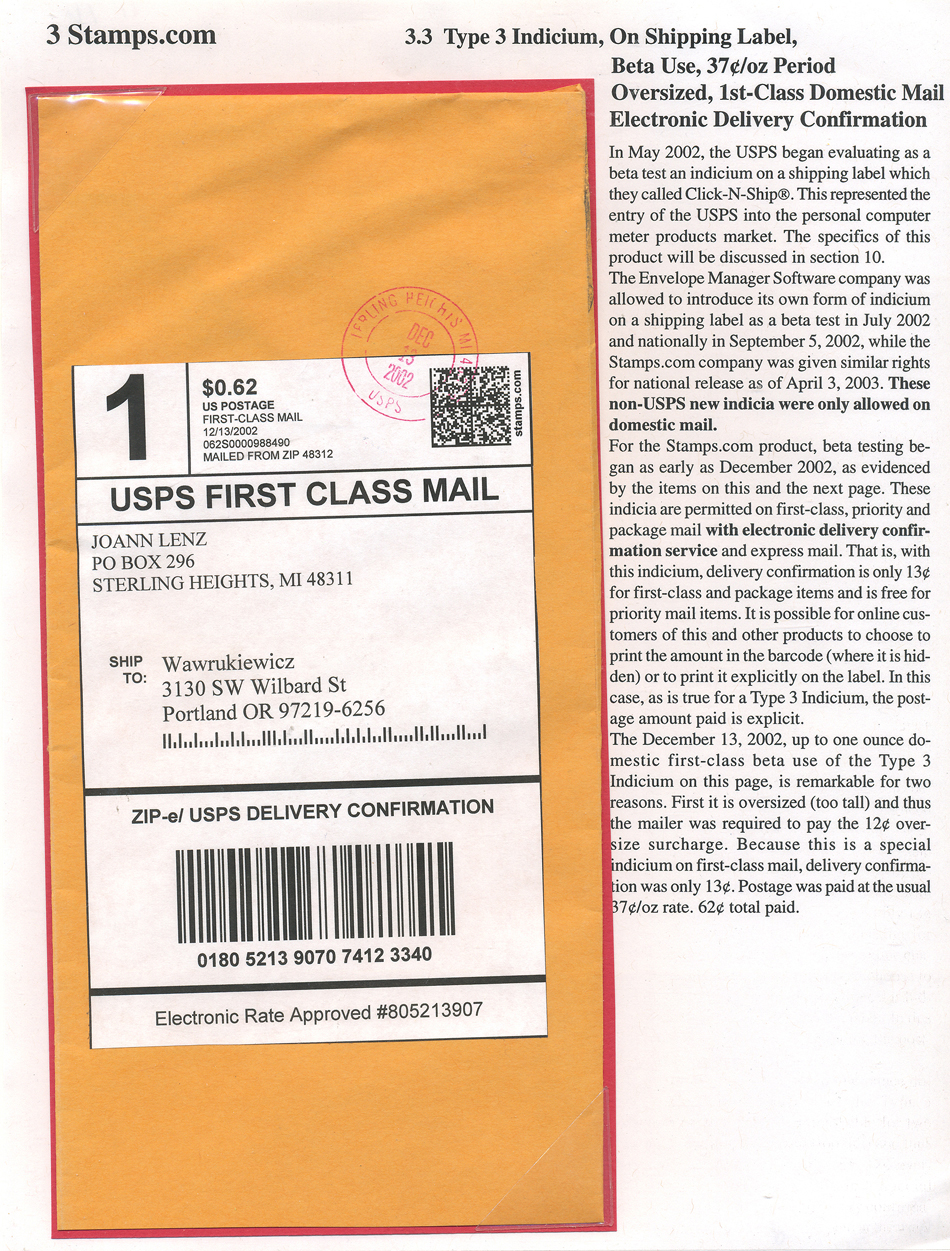 3 Stamps.com
3.3 Type 3 Indicium, On Shipping Label,
Beta Use, 37¢/oz Period
Oversized, 1st-Class Domestic Mail
Electronic Delivery Confirmation
In May 2002, the USPS began evaluating as a
beta test an indicium on a shipping label which
they called Click-N-Ship®. This represented the
entry of the USPS into the personal computer
meter products market. The specifics of this
product will be discussed in section 10.
The Envelope Manager Software company was
allowed to introduce its own form of indicium
on a shipping label as a beta test in July 2002
and nationally in September 5, 2002, while the
Stamps.com company was given similar rights
for national release as of April 3, 2003. These
non-USPS new indicia were only allowed on
domestic mail.
For the Stamps.com product, beta testing be-
gan as early as December 2002, as evidenced
by the items on this and the next page. These
indicia are permitted on first-class, priority and
package mail with electronic delivery confir-
mation service and express mail. That is, with
this indicium, delivery confirmation is only 13¢
for first-class and package items and is free for
priority mail items. It is possible for online cus-
tomers of this and other products to choose to
print the amount in the barcode (where it is hid-
den) or to print it explicitly on the label. In this
case, as is true for a Type 3 Indicium, the post-
age amount paid is explicit.
The December 13, 2002, up to one ounce do-
mestic first-class beta use of the Type 3
Indicium on this page, is remarkable for two
reasons. First it is oversized (too tall) and thus
the mailer was required to pay the 12¢ over-
size surcharge. Because this is a special
indicium on first-class mail, delivery confirma-
tion was only 13¢. Postage was paid at the usual
37¢/oz rate. 62¢ total paid.
TERLING HEIGHTS MI 4
DEC
13
2002
USPS
1
$0.62
US POSTAGE
FIRST-CLASS MAIL
12/13/2002
062S0000988490
MAILED FROM ZIP 48312
stamps.com
USPS FIRST CLASS MAIL
JOANN LENZ
PO BOX 296
STERLING HEIGHTS, MI 48311
SHIP
TO:
Wawrukiewicz
3130 SW Wilbard St
Portland OR 97219-6256
ZIP-e/ USPS DELIVERY CONFIRMATION
0180 5213 9070 7412 3340
Electronic Rate Approved #805213907